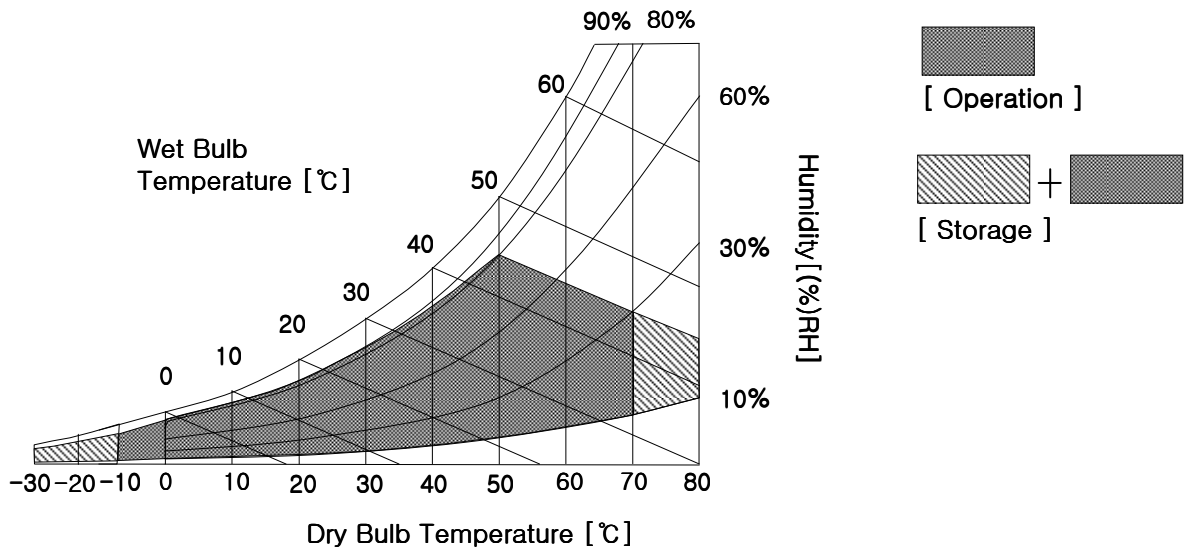 90% 80%
60
60%
[ Operation ]
Wet Bulb
Temperature [℃]
50
40
30
20
10
0
30%
10%
Humidity[(%)RH]
+
[ Storage ]
-30 -20 -10 0 10 20 30 40 50 60 70 80
Dry Bulb Temperature [℃]